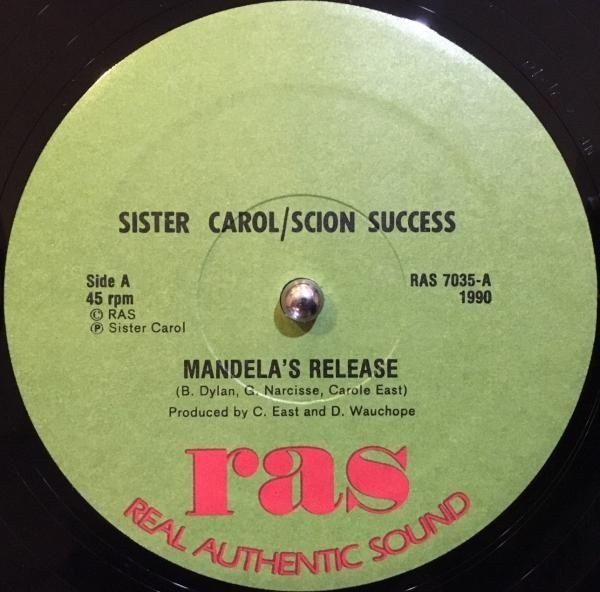 SISTER CAROL/SCION SUCCESS
Side A
45 rpm
© RAS
℗ Sister Carol
RAS 7035-A
1990
MANDELA'S RELEASE
(B. Dylan, G. Narcisse, Carole East)
Produced by C. East and D. Wauchope
ras
REAL AUTHENTIC SOUND